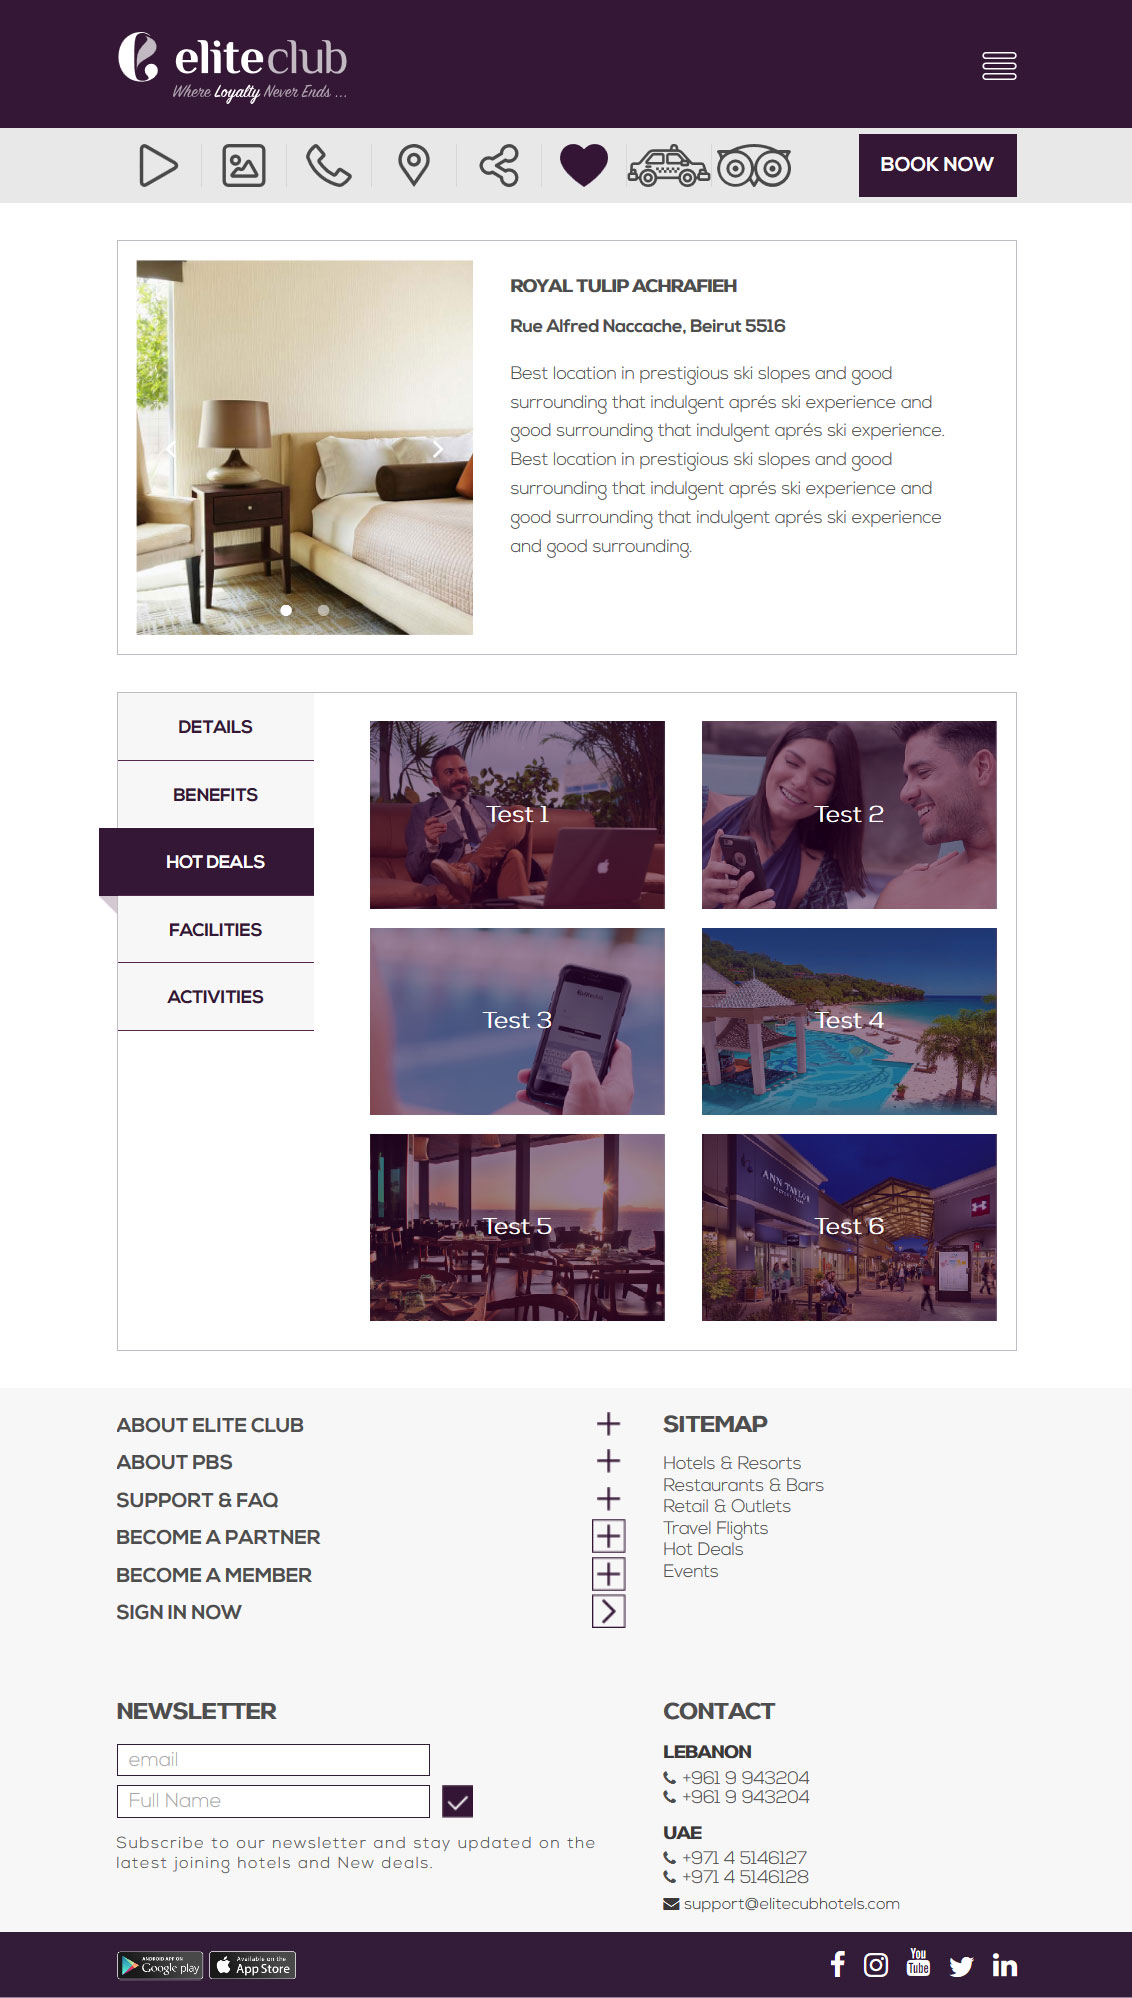 eliteclub
Where Loyalty Never Ends ...
BOOK NOW
ROYAL TULIP ACHRAFIEH
Rue Alfred Naccache, Beirut 5516
Best location in prestigious ski slopes and good
surrounding that indulgent aprés ski experience and
good surrounding that indulgent aprés ski experience.
Best location in prestigious ski slopes and good
surrounding that indulgent aprés ski experience and
good surrounding that indulgent aprés ski experience
and good surrounding.
DETAILS
BENEFITS
HOT DEALS
FACILITIES
ACTIVITIES
Test 1
Test 2
Test 3
eliteclub
Test 4
Test 5
ANN TAYLOR
Test 6
ABOUT ELITE CLUB
ABOUT PBS
SUPPORT & FAQ
BECOME A PARTNER
BECOME A MEMBER
SIGN IN NOW
SITEMAP
Hotels & Resorts
Restaurants & Bars
Retail & Outlets
Travel Flights
Hot Deals
Events
NEWSLETTER
email
Full Name
Subscribe to our newsletter and stay updated on the
latest joining hotels and New deals.
CONTACT
LEBANON
+961 9 943204
+961 9 943204
UAE
+971 4 5146127
+971 4 5146128
support@elitecubhotels.com
ANDROID APP ON
Google play
Available on the
App Store
You
Tube